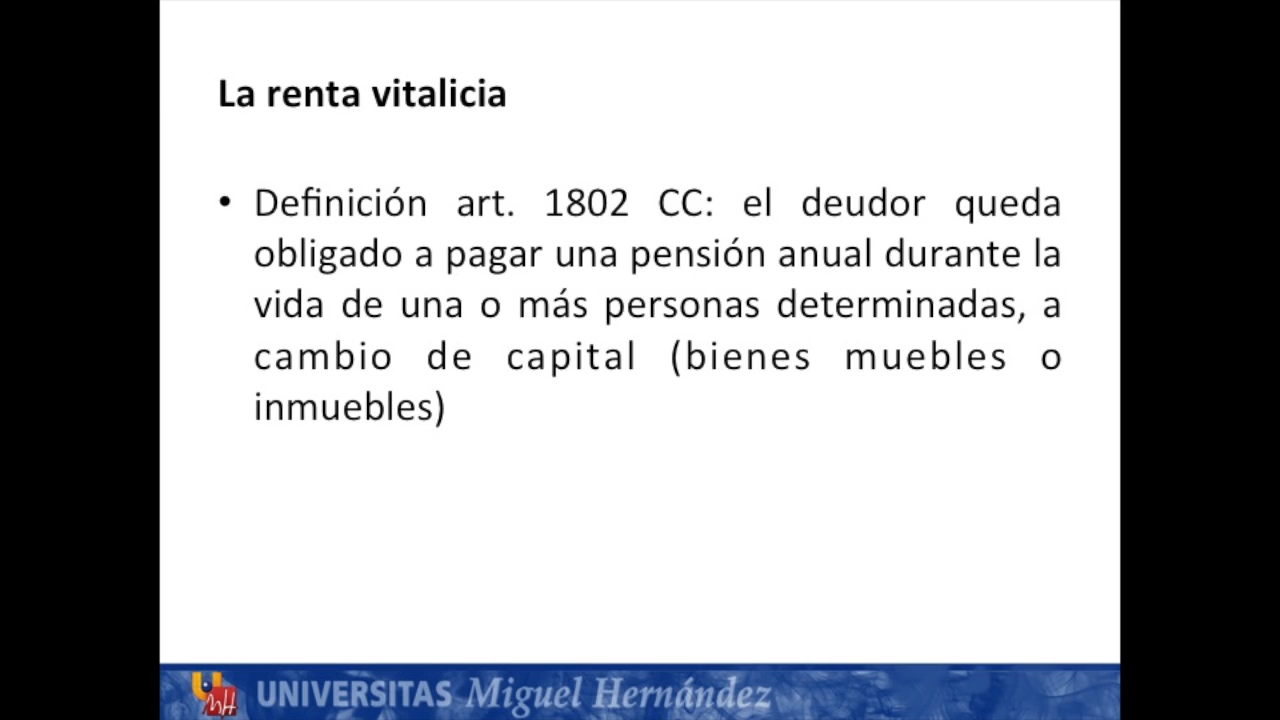 La renta vitalicia
• Definición art. 1802 CC: el deudor queda
obligado a pagar una pensión anual durante la
vida de una o más personas determinadas, a
cambio de capital (bienes muebles o
inmuebles)
UMH UNIVERSITAS Miguel Hernández